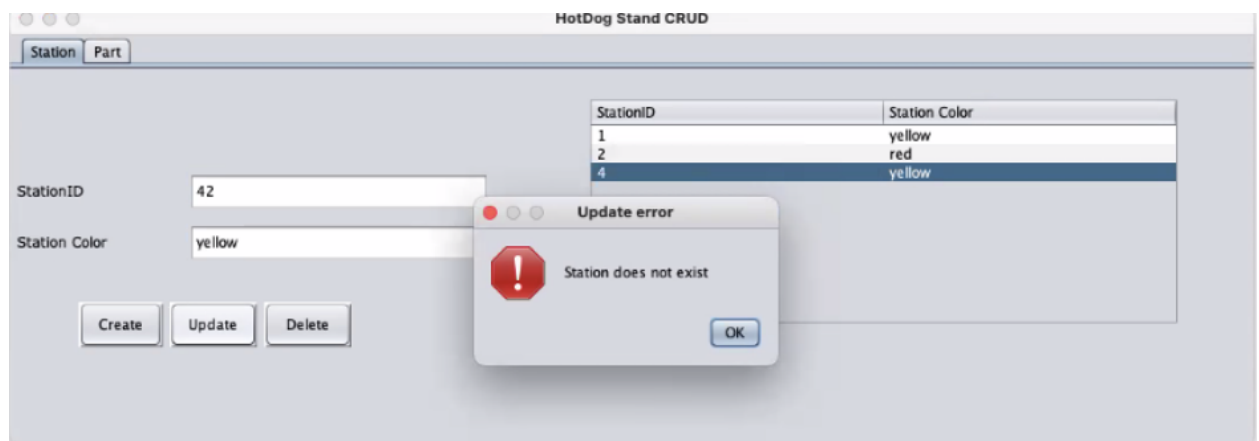 HotDog Stand CRUD
Station Part
StationID Station Color
1 yellow
2 red
4 yellow
StationID 42
Station Color yellow
Update error
Station does not exist
OK
Create Update Delete